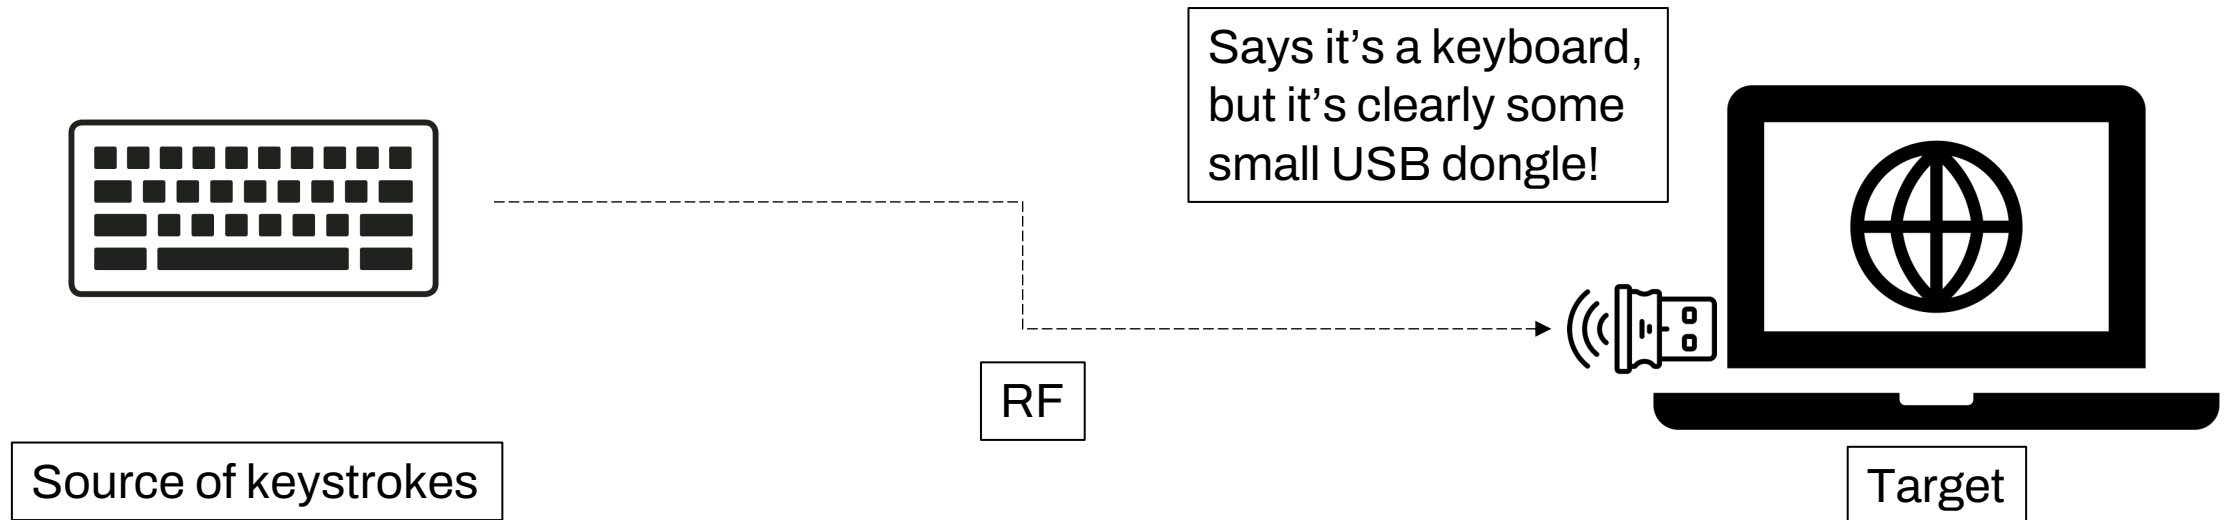 Says it’s a keyboard,
but it’s clearly some
small USB dongle!
RF
Source of keystrokes
Target